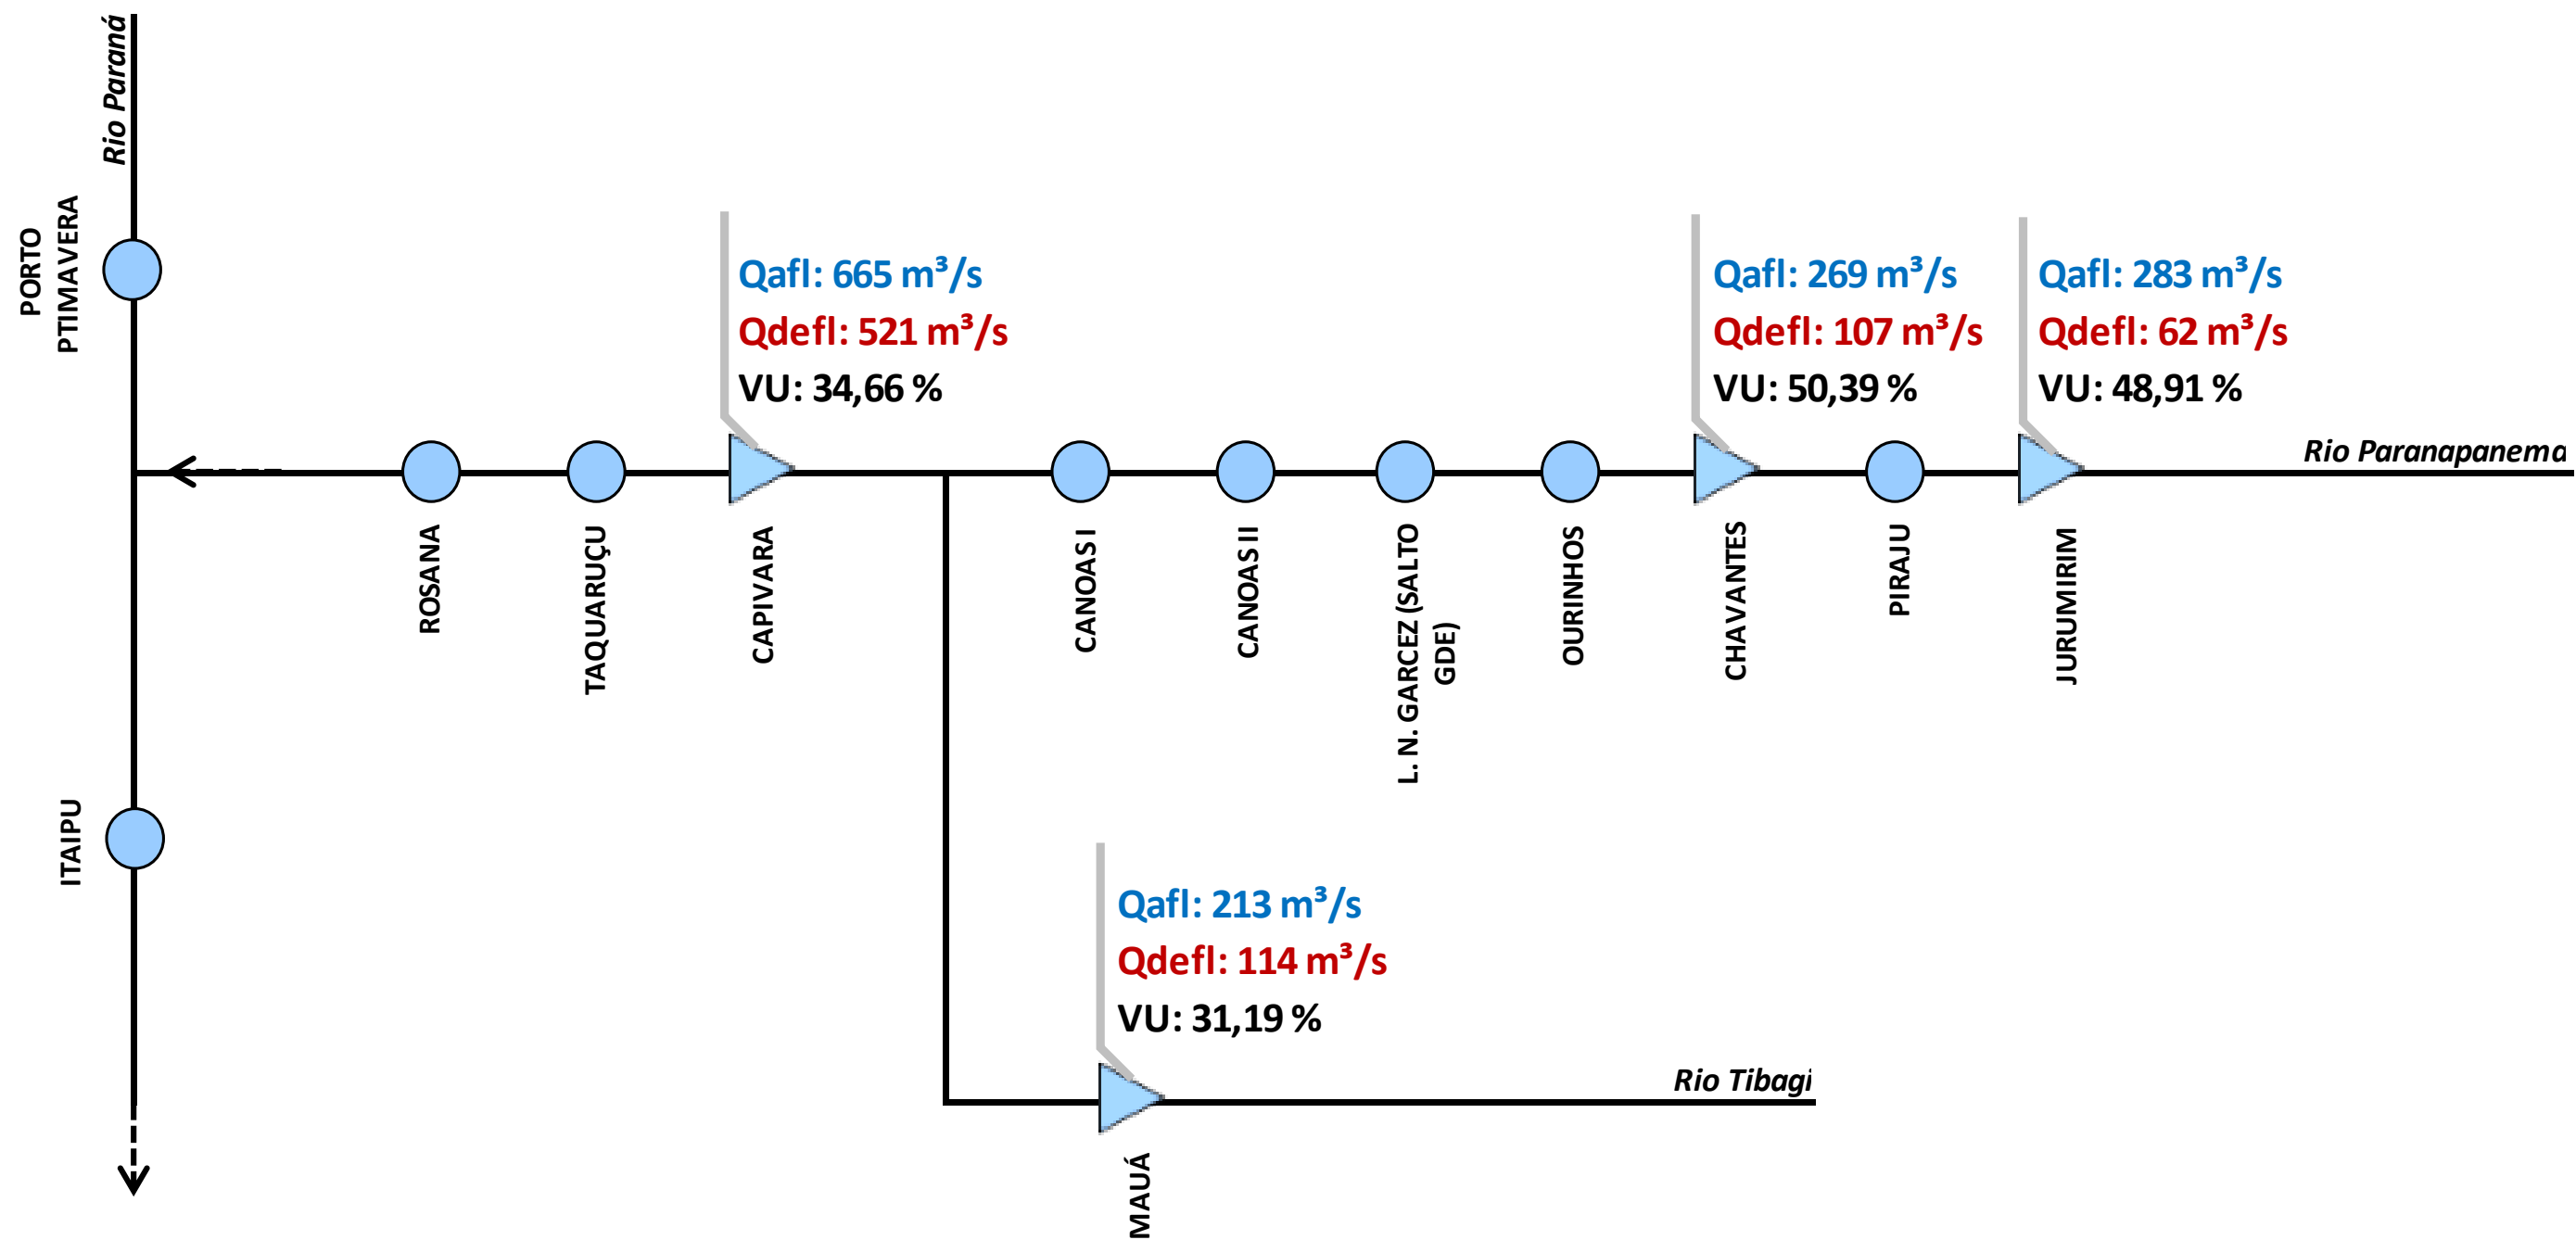 Rio Paraná
PORTO
PTIMAVERA
Qafl: 665 m³/s
Qdefl: 521 m³/s
VU: 34,66 %
Qafl: 269 m³/s
Qdefl: 107 m³/s
VU: 50,39 %
Qafl: 283 m³/s
Qdefl: 62 m³/s
VU: 48,91 %
Rio Paranapanema
ROSANA
TAQUARUÇU
CAPIVARA
CANOAS I
CANOAS II
L. N. GARCEZ (SALTO
GDE)
OURINHOS
CHAVANTES
PIRAJU
JURUMIRIM
ITAIPU
Qafl: 213 m³/s
Qdefl: 114 m³/s
VU: 31,19 %
Rio Tibagi
MAUÁ